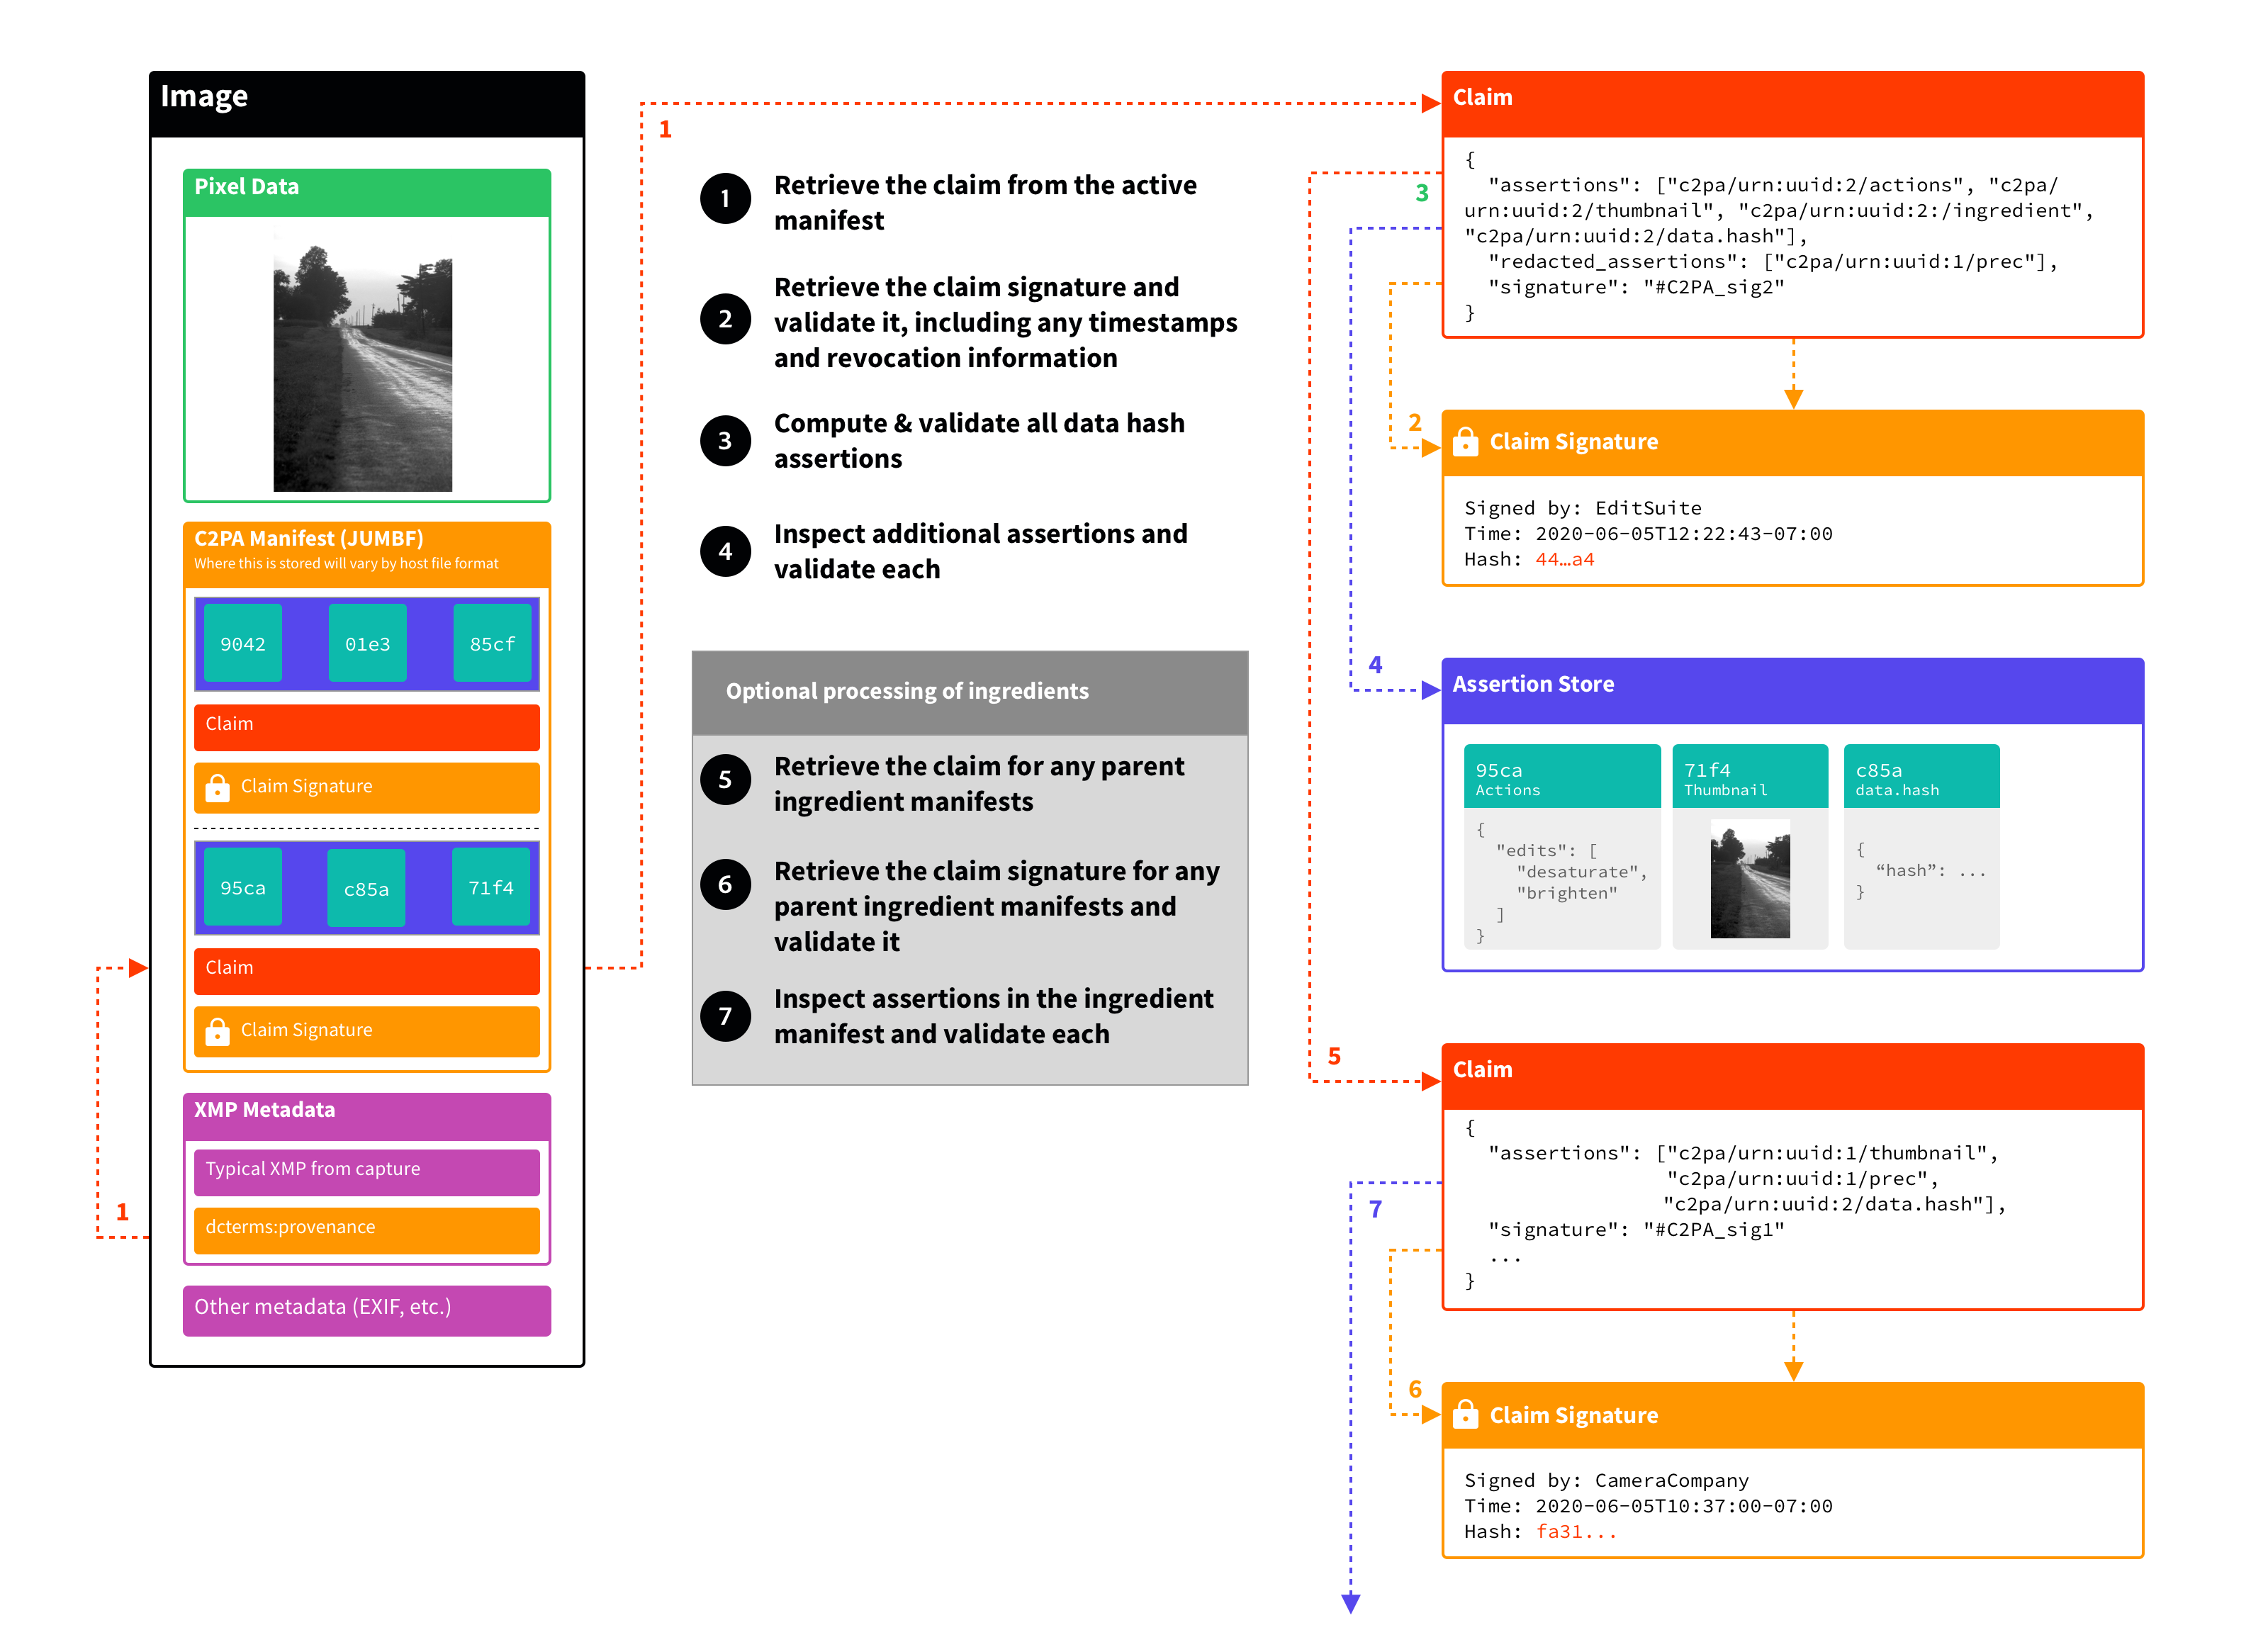 Image
Pixel Data
C2PA Manifest (JUMBF)
Where this is stored will vary by host file format
9042 01e3 85cf
Claim
Claim Signature
95ca c85a 71f4
Claim
Claim Signature
XMP Metadata
Typical XMP from capture
dcterms:provenance
Other metadata (EXIF, etc.)
1
1
1 Retrieve the claim from the active
manifest
2 Retrieve the claim signature and
validate it, including any timestamps
and revocation information
3 Compute & validate all data hash
assertions
4 Inspect additional assertions and
validate each
Optional processing of ingredients
5 Retrieve the claim for any parent
ingredient manifests
6 Retrieve the claim signature for any
parent ingredient manifests and
validate it
7 Inspect assertions in the ingredient
manifest and validate each
3
2
4
5
7
6
Claim
{
"assertions": ["c2pa/urn:uuid:2/actions", "c2pa/
urn:uuid:2/thumbnail", "c2pa/urn:uuid:2:/ingredient",
"c2pa/urn:uuid:2/data.hash"],
"redacted_assertions": ["c2pa/urn:uuid:1/prec"],
"signature": "#C2PA_sig2"
}
Claim Signature
Signed by: EditSuite
Time: 2020-06-05T12:22:43-07:00
Hash: 44…a4
Assertion Store
95ca
Actions
{
"edits": [
"desaturate",
"brighten"
]
}
71f4
Thumbnail
c85a
data.hash
{
“hash”: ...
}
Claim
{
"assertions": ["c2pa/urn:uuid:1/thumbnail",
"c2pa/urn:uuid:1/prec",
"c2pa/urn:uuid:2/data.hash"],
"signature": "#C2PA_sig1"
...
}
Claim Signature
Signed by: CameraCompany
Time: 2020-06-05T10:37:00-07:00
Hash: fa31...